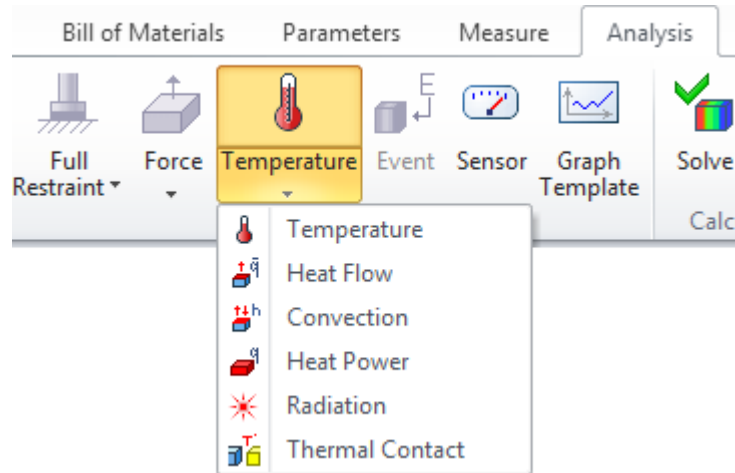 Bill of Materials
Parameters
Measure
Analysis
E
Full
Restraint
Force
Temperature
Event
Sensor
Graph
Template
Solve
Calc
Temperature
q
Heat Flow
h
Convection
q
Heat Power
Radiation
T
Thermal Contact